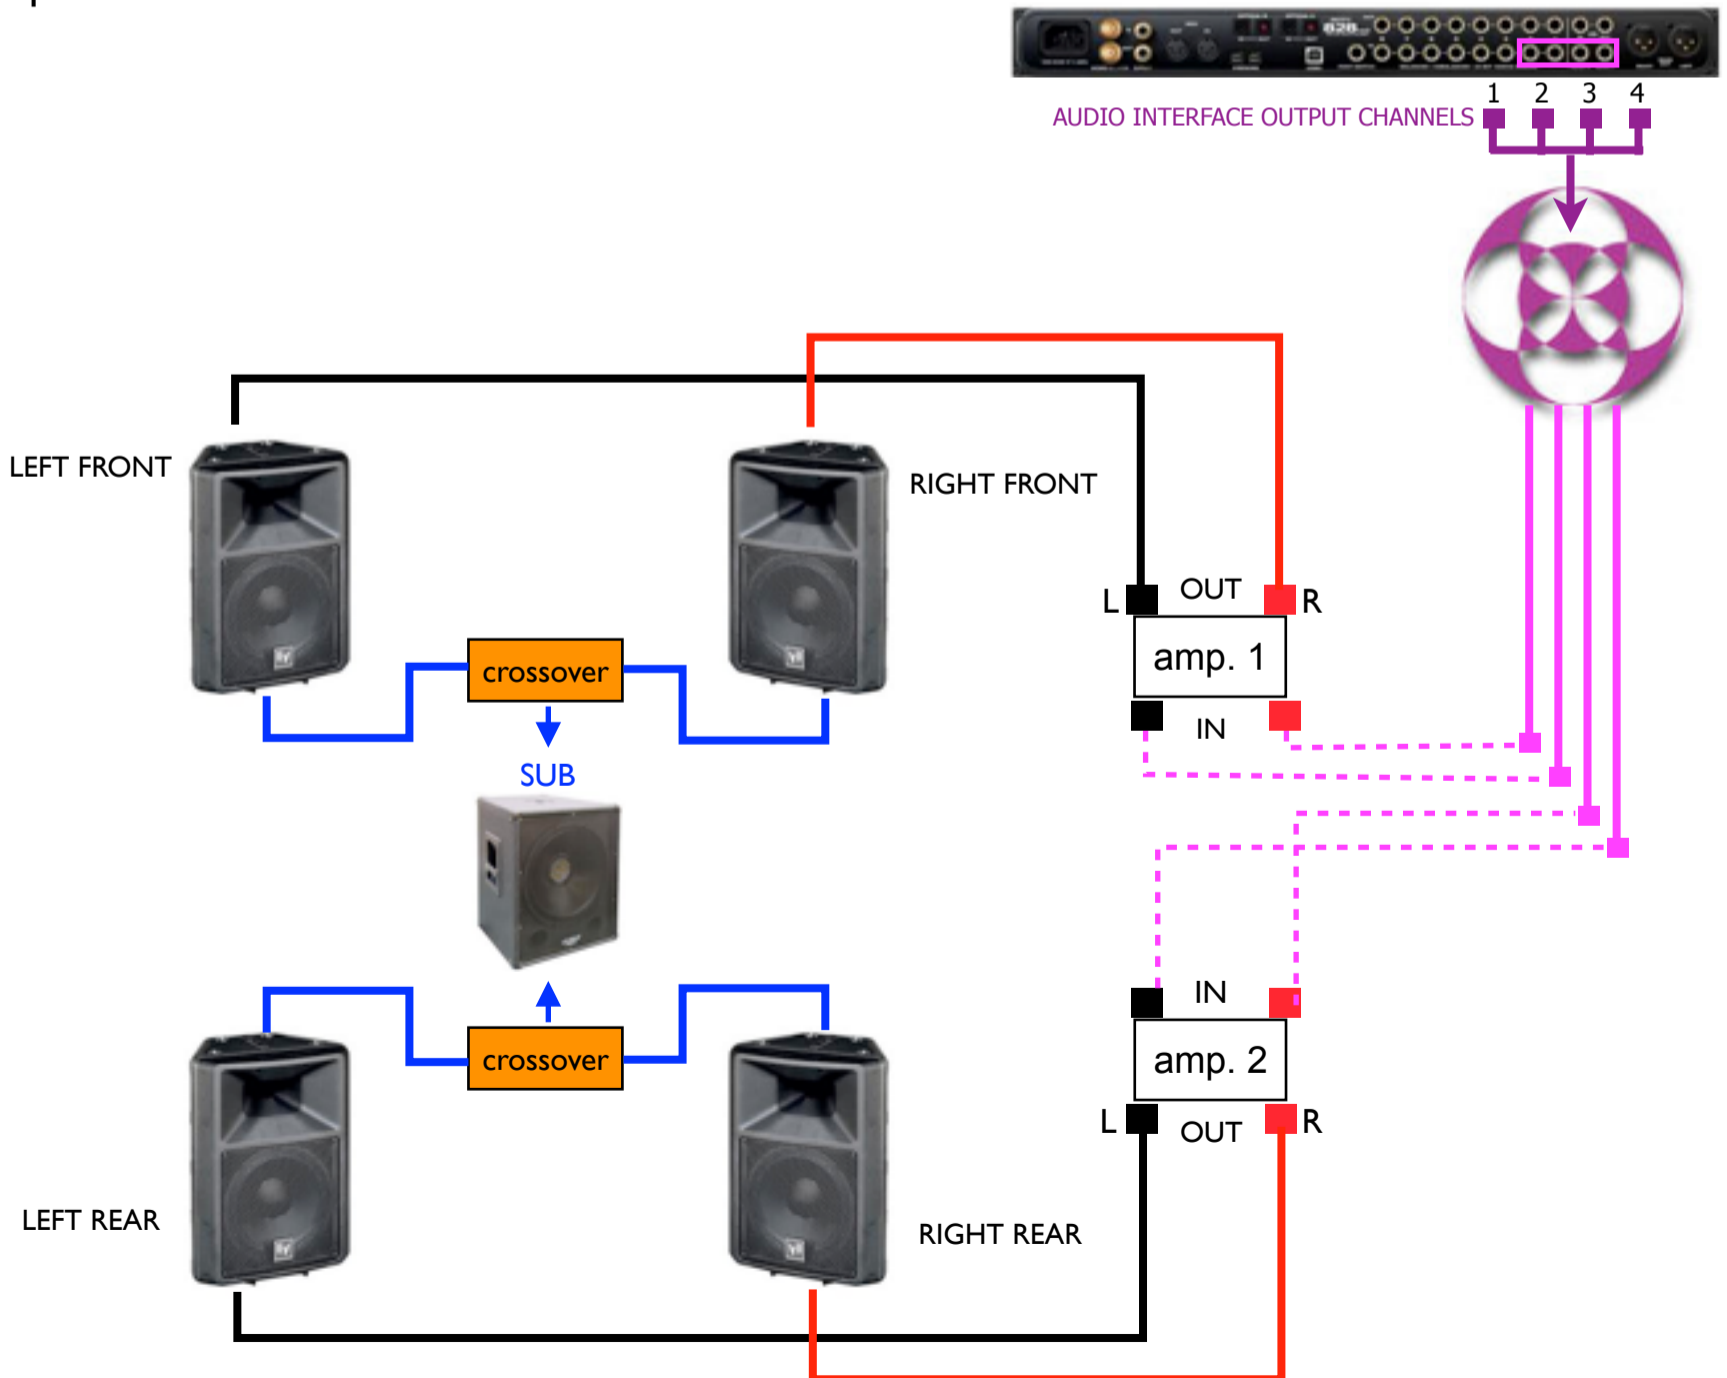 828
1 2 3 4
AUDIO INTERFACE OUTPUT CHANNELS
LEFT FRONT
RIGHT FRONT
L OUT R
amp. 1
IN
crossover
SUB
crossover
IN
amp. 2
L OUT R
LEFT REAR
RIGHT REAR